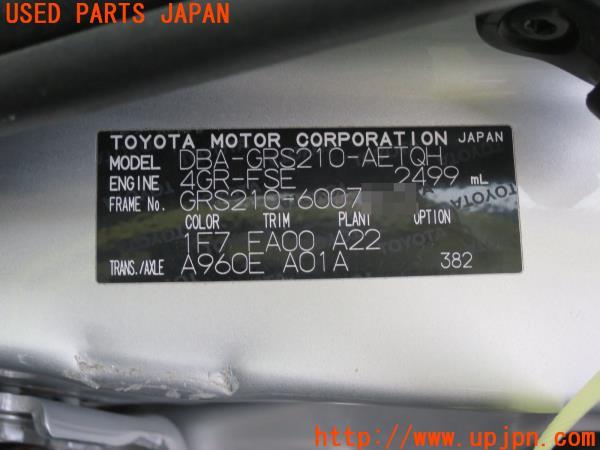 USED PARTS JAPAN
TOYOTA MOTOR CORPORATION JAPAN
MODEL DBA-GRS210-AETQH
ENGINE 4GR-FSE 2499 mL
FRAME No. GRS210-6007
COLOR TRIM PLANT OPTION
1F7 FA00 A22
TRANS./AXLE A960E A01A 382
http://www.upjpn.com